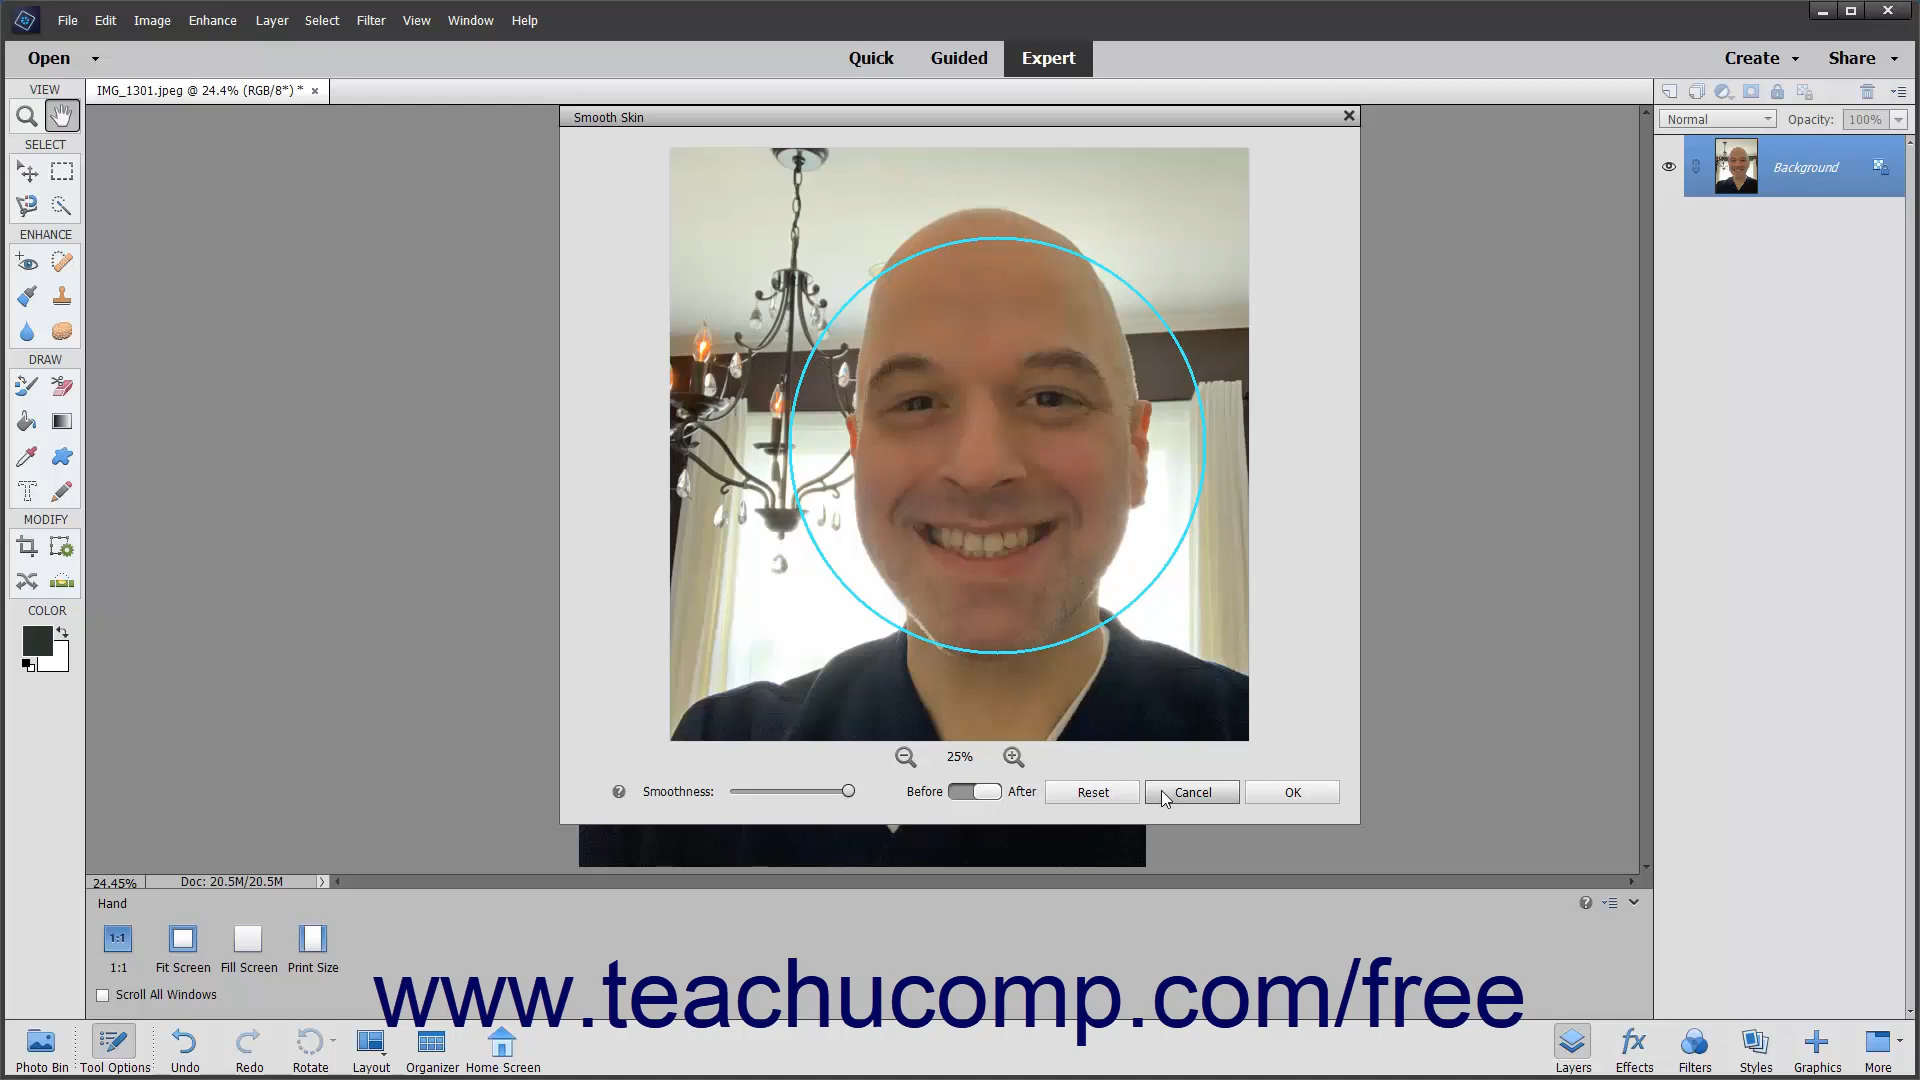 File Edit Image Enhance Layer Select Filter View Window Help
Open Quick Guided Expert Create Share
VIEW
IMG_1301.jpeg @ 24.4% (RGB/8*) *
SELECT
ENHANCE
DRAW
MODIFY
COLOR
Smooth Skin
25%
Smoothness: Before After Reset Cancel OK
Normal Opacity: 100%
Background
24.45% Doc: 20.5M/20.5M
Hand
1:1
1:1 Fit Screen Fill Screen Print Size
Scroll All Windows
www.teachucomp.com/free
Photo Bin Tool Options Undo Redo Rotate Layout Organizer Home Screen
fx
Layers Effects Filters Styles Graphics More